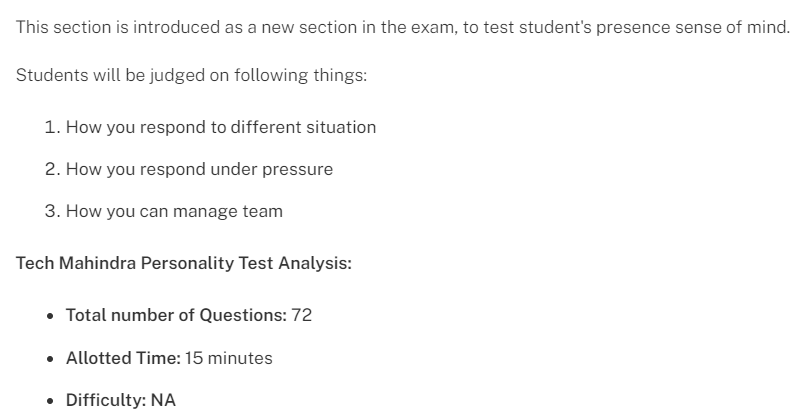 This section is introduced as a new section in the exam, to test student's presence sense of mind.
Students will be judged on following things:
1. How you respond to different situation
2. How you respond under pressure
3. How you can manage team
Tech Mahindra Personality Test Analysis:
• Total number of Questions: 72
• Allotted Time: 15 minutes
• Difficulty: NA